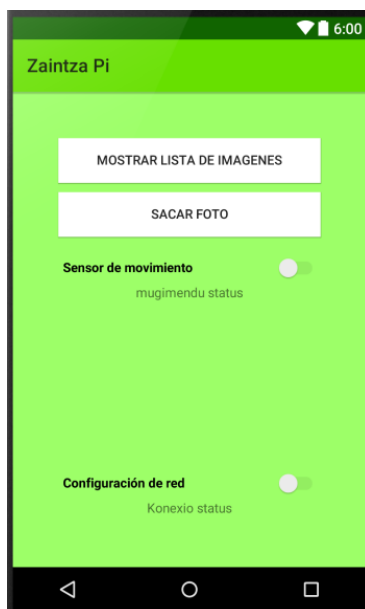 6:00
Zaintza Pi
MOSTRAR LISTA DE IMAGENES
SACAR FOTO
Sensor de movimiento
mugimendu status
Configuración de red
Konexio status